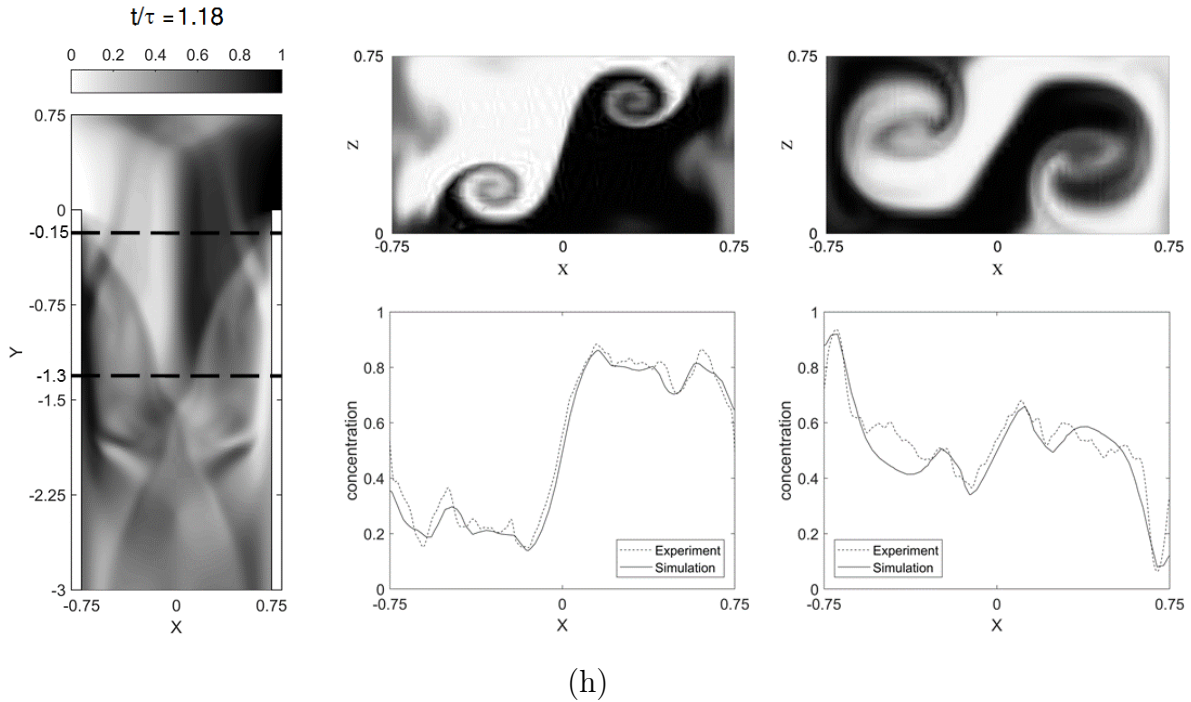 t/τ =1.18
0 0.2 0.4 0.6 0.8 1
0.75
0
-0.15
-0.75
-1.3
-1.5
-2.25
-3
Y
-0.75 0 0.75
X
0.75
z
0
-0.75 0 0.75
x
0.75
z
0
-0.75 0 0.75
x
1
0.8
0.6
0.4
0.2
0
concentration
Experiment
Simulation
-0.75 0 0.75
X
1
0.8
0.6
0.4
0.2
0
concentration
Experiment
Simulation
-0.75 0 0.75
X
(h)